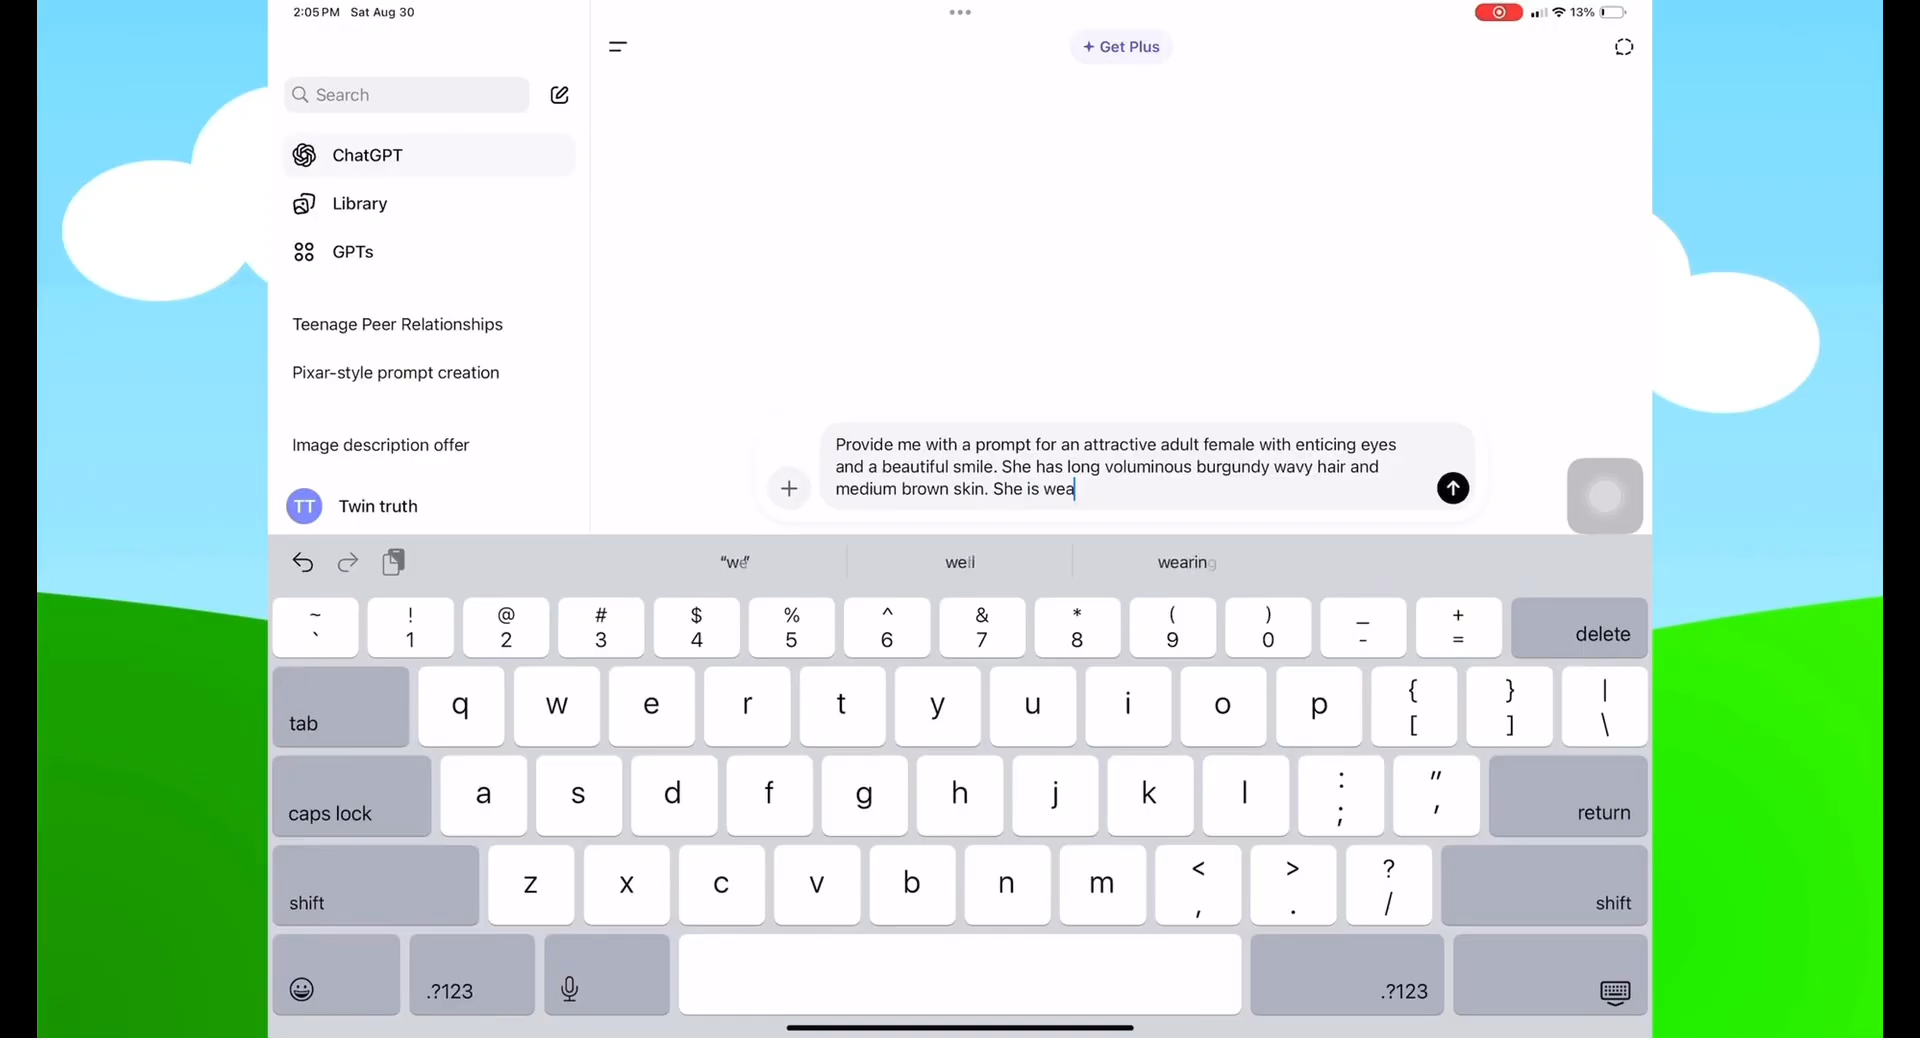 2:05 PM Sat Aug 30
13%
Get Plus
Search
ChatGPT
Library
GPTs
Teenage Peer Relationships
Pixar-style prompt creation
Image description offer
TT Twin truth
Provide me with a prompt for an attractive adult female with enticing eyes
and a beautiful smile. She has long voluminous burgundy wavy hair and
medium brown skin. She is wea
“we” well wearing
~ ! @ # $ % ^ & * ( ) _ +
` 1 2 3 4 5 6 7 8 9 0 - = delete
tab q w e r t y u i o p { [ } ] | \
caps lock a s d f g h j k l : ; " ' return
shift z x c v b n m < , > . ? / shift
.?123 .?123